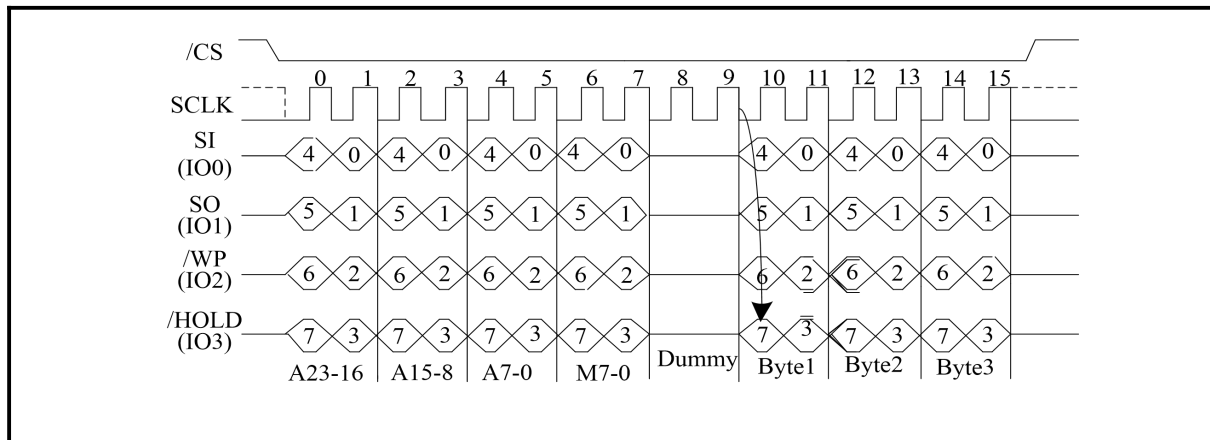 /CS
0 1 2 3 4 5 6 7 8 9 10 11 12 13 14 15
SCLK
SI
(IO0)
4 0 4 0 4 0 4 0 4 0 4 0 4 0
SO
(IO1)
5 1 5 1 5 1 5 1 5 1 5 1 5 1
/WP
(IO2)
6 2 6 2 6 2 6 2 6 2 6 2 6 2
/HOLD
(IO3)
7 3 7 3 7 3 7 3 7 3 7 3 7 3
A23-16 A15-8 A7-0 M7-0 Dummy Byte1 Byte2 Byte3